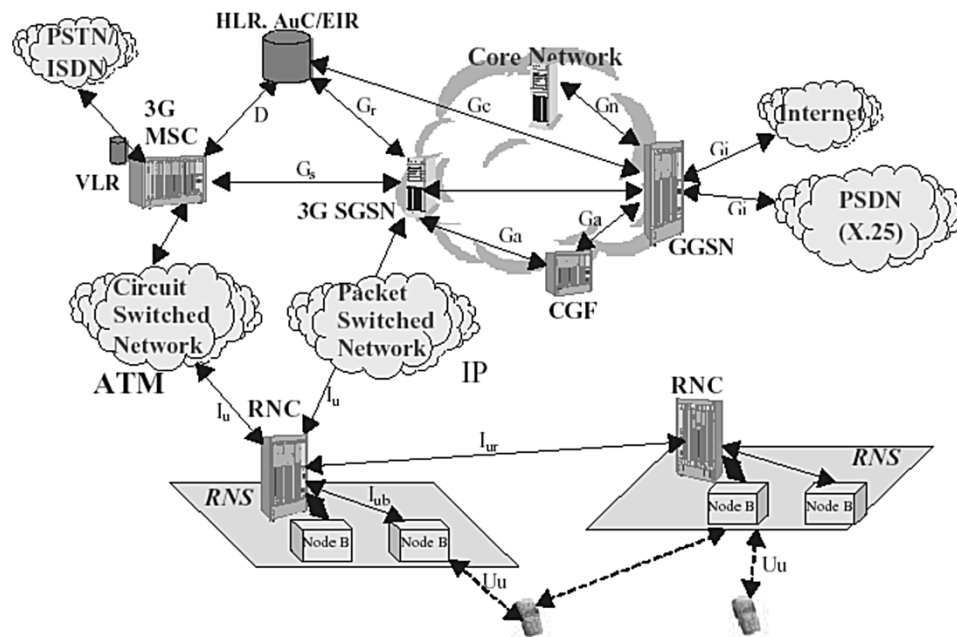 HLR. AuC/EIR
PSTN/
ISDN
Core Network
3G
MSC
D
Gr
Gc
Gn
Internet
Gi
VLR
Gs
3G SGSN
Gi
PSDN
(X.25)
Ga
Ga
GGSN
CGF
Circuit
Switched
Network
ATM
Packet
Switched
Network
IP
Iu
RNC
Iu
RNC
Iur
RNS
RNS
Iub
Node B
Node B
Node B
Node B
Uu
Uu